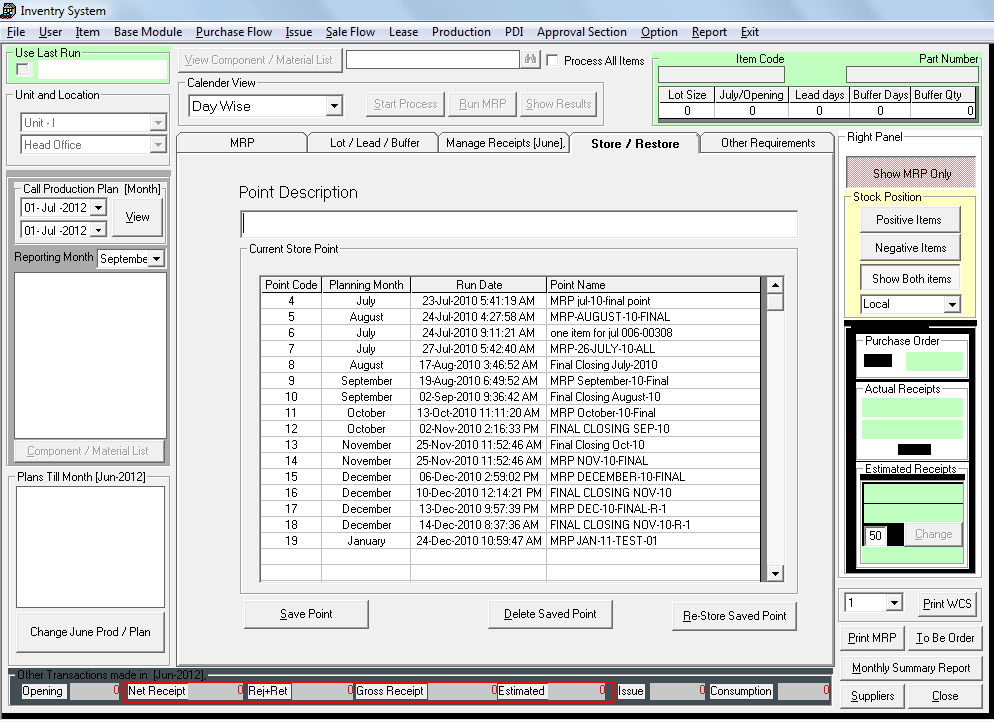 Inventry System
File User Item Base Module Purchase Flow Issue Sale Flow Lease Production PDI Approval Section Option Report Exit
Use Last Run
Unit and Location
Unit - I
Head Office
View Component / Material List
Process All Items
Calender View
Day Wise
Start Process Run MRP Show Results
Item Code Part Number
Lot Size July/Opening Lead days Buffer Days Buffer Qty
0 0 0 0 0
MRP Lot / Lead / Buffer Manage Receipts [June], Store / Restore Other Requirements
Call Production Plan [Month]
01- Jul -2012
01- Jul -2012
View
Reporting Month Septembe
Component / Material List
Plans Till Month [Jun-2012]
Change June Prod / Plan
Point Description
Current Store Point
Point Code Planning Month Run Date Point Name
4 July 23-Jul-2010 5:41:19 AM MRP jul-10-final point
5 August 24-Jul-2010 4:27:58 AM MRP-AUGUST-10-FINAL
6 July 24-Jul-2010 9:11:21 AM one item for jul 006-00308
7 July 27-Jul-2010 5:42:40 AM MRP-26-JULY-10-ALL
8 August 17-Aug-2010 3:46:52 AM Final Closing July-2010
9 September 19-Aug-2010 6:49:52 AM MRP September-10-Final
10 September 02-Sep-2010 9:36:42 AM Final Closing August-10
11 October 13-Oct-2010 11:11:20 AM MRP October-10-Final
12 October 02-Nov-2010 2:16:33 PM FINAL CLOSING SEP-10
13 November 25-Nov-2010 11:52:46 AM Final Closing Oct-10
14 November 25-Nov-2010 11:52:46 AM MRP NOV-10-FINAL
15 December 06-Dec-2010 2:59:02 PM MRP DECEMBER-10-FINAL
16 December 10-Dec-2010 12:14:21 PM FINAL CLOSING NOV-10
17 December 13-Dec-2010 9:57:39 PM MRP DEC-10-FINAL-R-1
18 December 14-Dec-2010 8:37:36 AM FINAL CLOSING NOV-10-R-1
19 January 24-Dec-2010 10:59:47 AM MRP JAN-11-TEST-01
Save Point Delete Saved Point Re-Store Saved Point
Right Panel
Show MRP Only
Stock Position
Positive Items
Negative Items
Show Both items
Local
Purchase Order
Actual Receipts
Estimated Receipts
50 Change
1 Print WCS
Print MRP To Be Order
Monthly Summary Report
Suppliers Close
Other Transactions made in [Jun-2012],
Opening 0 Net Receipt 0 Rej+Ret 0 Gross Receipt 0 Estimated 0 Issue 0 Consumption 0